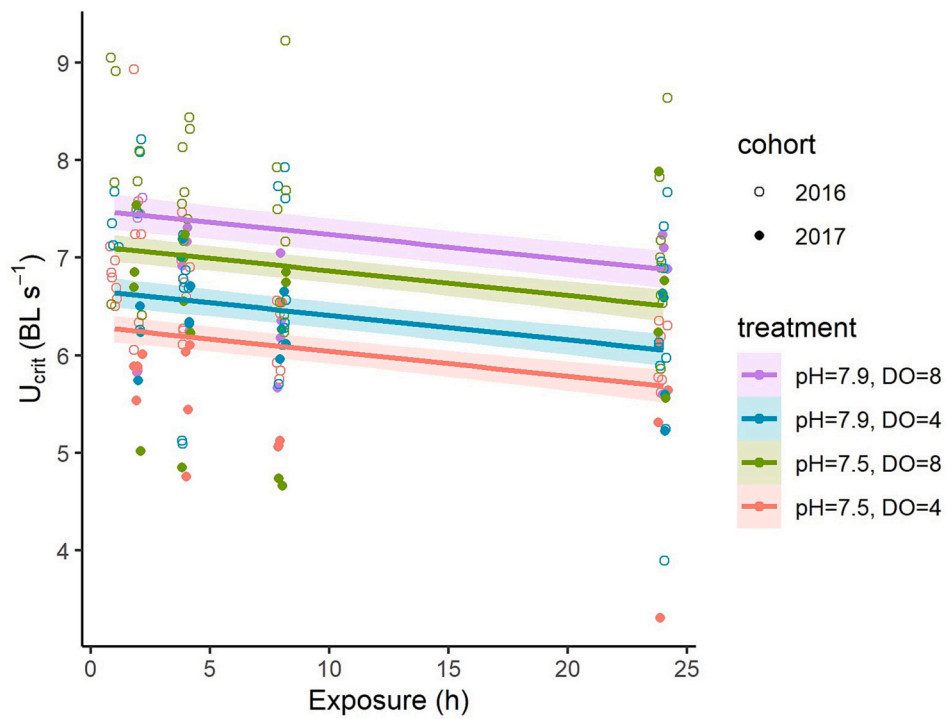 9
8
7
6
5
4
U_crit (BL s⁻¹)
0 5 10 15 20 25
Exposure (h)
cohort
2016
2017
treatment
pH=7.9, DO=8
pH=7.9, DO=4
pH=7.5, DO=8
pH=7.5, DO=4